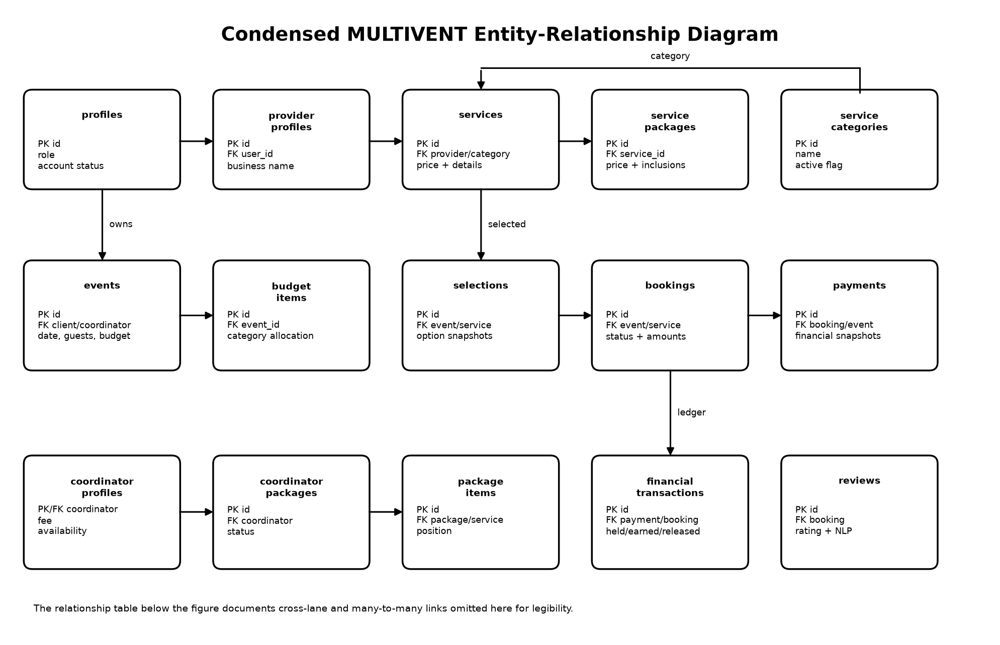 Condensed MULTIVENT Entity-Relationship Diagram
category
profiles
PK id
role
account status
provider
profiles
PK id
FK user_id
business name
services
PK id
FK provider/category
price + details
service
packages
PK id
FK service_id
price + inclusions
service
categories
PK id
name
active flag
owns
selected
events
PK id
FK client/coordinator
date, guests, budget
budget
items
PK id
FK event_id
category allocation
selections
PK id
FK event/service
option snapshots
bookings
PK id
FK event/service
status + amounts
payments
PK id
FK booking/event
financial snapshots
ledger
coordinator
profiles
PK/FK coordinator
fee
availability
coordinator
packages
PK id
FK coordinator
status
package
items
PK id
FK package/service
position
financial
transactions
PK id
FK payment/booking
held/earned/released
reviews
PK id
FK booking
rating + NLP
The relationship table below the figure documents cross-lane and many-to-many links omitted here for legibility.